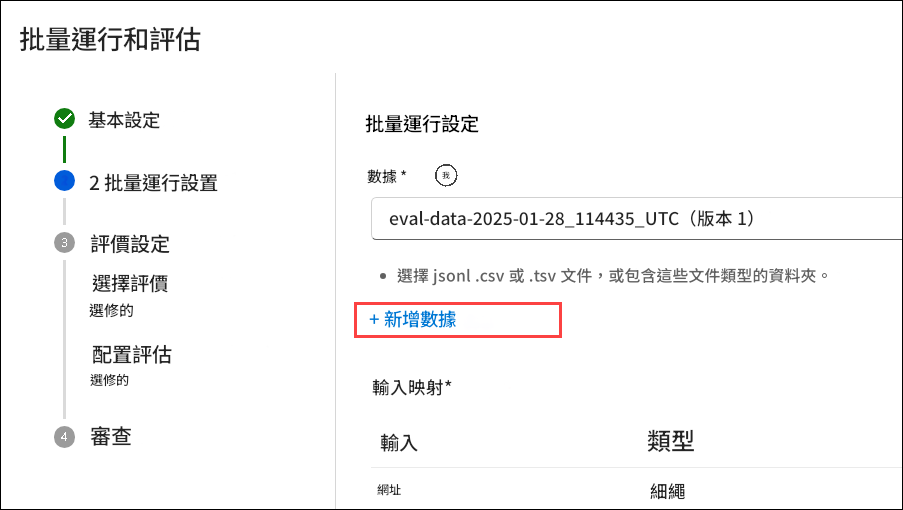 批量運行和評估
基本設定
2 批量運行設置
3 評價設定
選擇評價
選修的
配置評估
選修的
4 審查
批量運行設定
數據 * 我
eval-data-2025-01-28_114435_UTC（版本 1）
• 選擇 jsonl .csv 或 .tsv 文件，或包含這些文件類型的資料夾。
+ 新增數據
輸入映射*
輸入 類型
網址 細繩